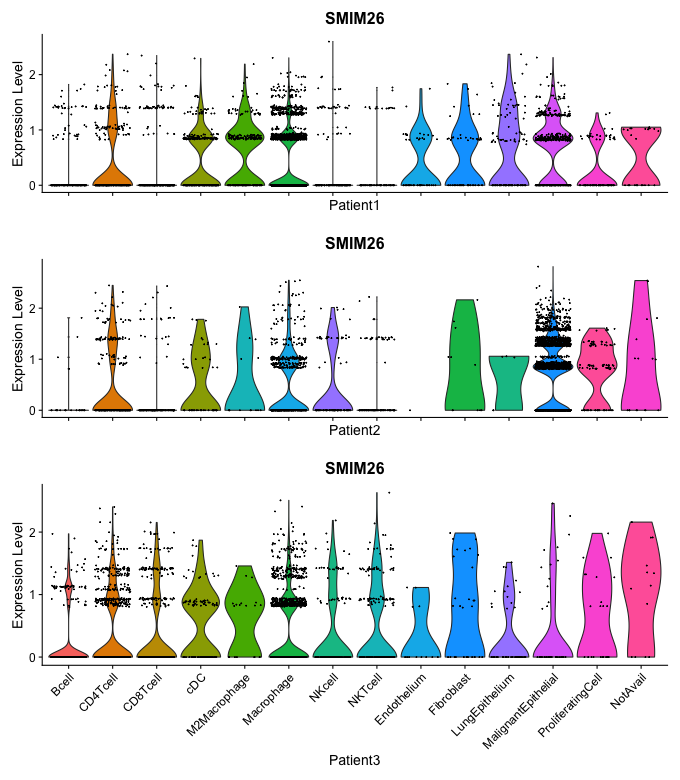 SMIM26
Expression Level
2
1
0
Patient1
SMIM26
Expression Level
2
1
0
Patient2
SMIM26
Expression Level
2
1
0
Bcell
CD4Tcell
CD8Tcell
cDC
M2Macrophage
Macrophage
NKcell
NKTcell
Endothelium
Fibroblast
LungEpithelium
MalignantEpithelial
ProliferatingCell
NotAvail
Patient3